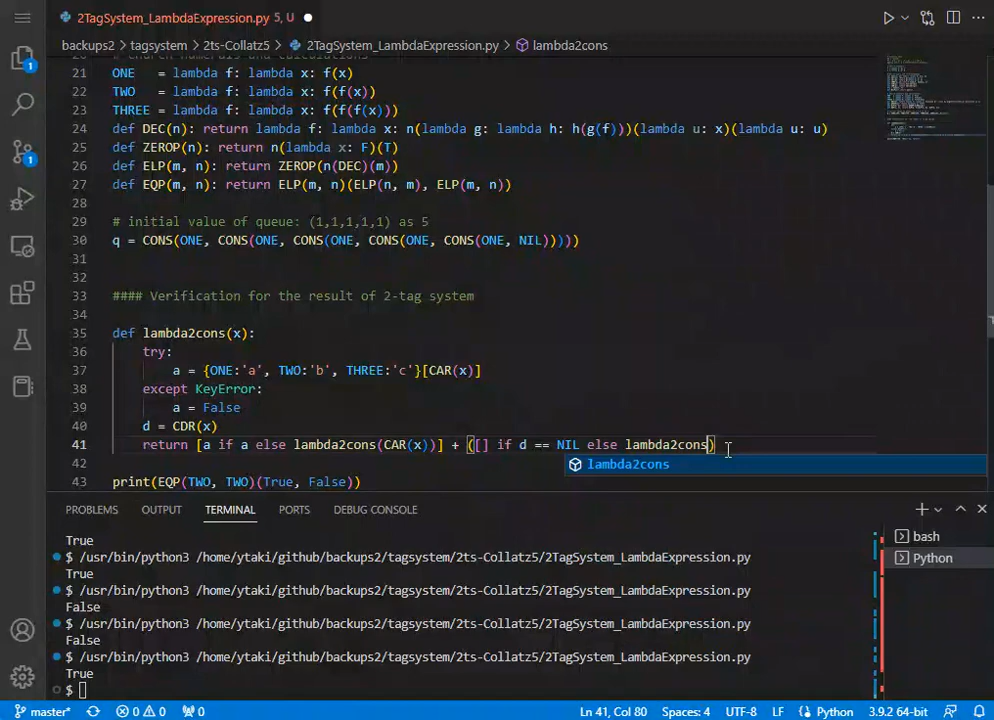 2TagSystem_LambdaExpression.py 5, U
backups2 > tagsystem > 2ts-Collatz5 > 2TagSystem_LambdaExpression.py > lambda2cons
21 ONE   = lambda f: lambda x: f(x)
22 TWO   = lambda f: lambda x: f(f(x))
23 THREE = lambda f: lambda x: f(f(f(x)))
24 def DEC(n): return lambda f: lambda x: n(lambda g: lambda h: h(g(f)))(lambda u: x)(lambda u: u)
25 def ZEROP(n): return n(lambda x: F)(T)
26 def ELP(m, n): return ZEROP(n(DEC)(m))
27 def EQP(m, n): return ELP(m, n)(ELP(n, m), ELP(m, n))
28
29 # initial value of queue: (1,1,1,1,1) as 5
30 q = CONS(ONE, CONS(ONE, CONS(ONE, CONS(ONE, CONS(ONE, NIL)))))
31
32
33 #### Verification for the result of 2-tag system
34
35 def lambda2cons(x):
36     try:
37         a = {ONE:'a', TWO:'b', THREE:'c'}[CAR(x)]
38     except KeyError:
39         a = False
40     d = CDR(x)
41     return [a if a else lambda2cons(CAR(x))] + ([] if d == NIL else lambda2cons)
lambda2cons
42
43 print(EQP(TWO, TWO)(True, False))
PROBLEMS OUTPUT TERMINAL PORTS DEBUG CONSOLE
True
$ /usr/bin/python3 /home/ytaki/github/backups2/tagsystem/2ts-Collatz5/2TagSystem_LambdaExpression.py
True
$ /usr/bin/python3 /home/ytaki/github/backups2/tagsystem/2ts-Collatz5/2TagSystem_LambdaExpression.py
False
$ /usr/bin/python3 /home/ytaki/github/backups2/tagsystem/2ts-Collatz5/2TagSystem_LambdaExpression.py
False
$ /usr/bin/python3 /home/ytaki/github/backups2/tagsystem/2ts-Collatz5/2TagSystem_LambdaExpression.py
True
$
bash
Python
1
1
master* 0 0 0 Ln 41, Col 80 Spaces: 4 UTF-8 LF Python 3.9.2 64-bit